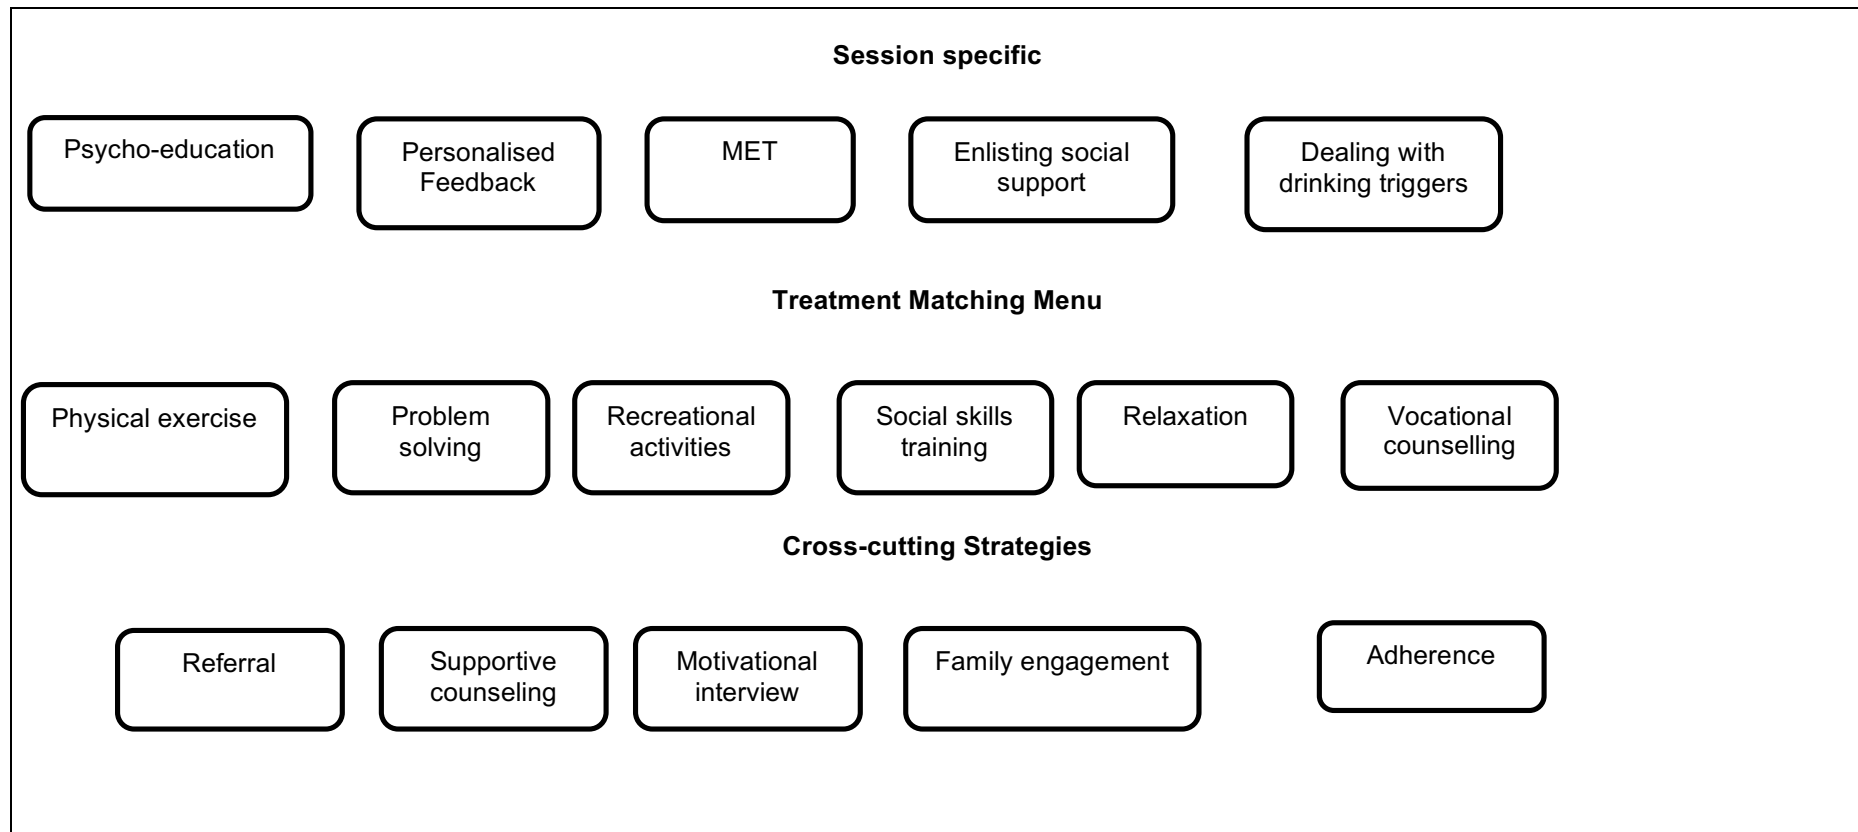 Session specific
Psycho-education
Personalised
Feedback
MET
Enlisting social
support
Dealing with
drinking triggers
Treatment Matching Menu
Physical exercise
Problem
solving
Recreational
activities
Social skills
training
Relaxation
Vocational
counselling
Cross-cutting Strategies
Referral
Supportive
counseling
Motivational
interview
Family engagement
Adherence